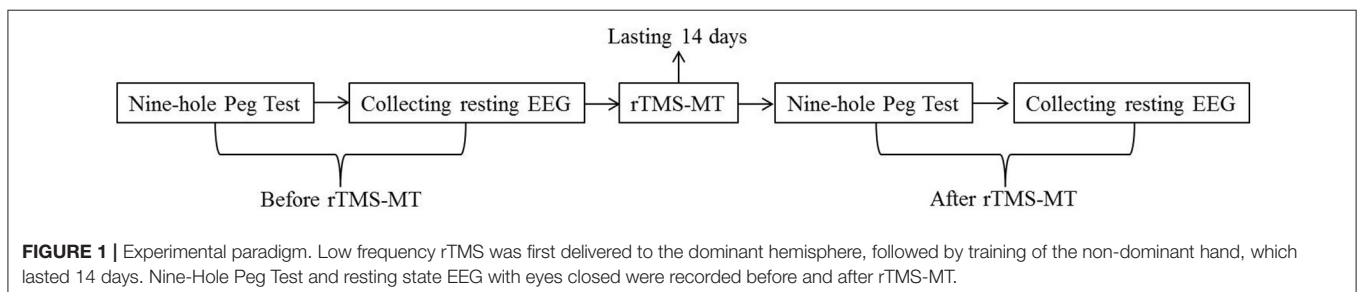 Lasting 14 days
Nine-hole Peg Test
Collecting resting EEG
rTMS-MT
Nine-hole Peg Test
Collecting resting EEG
Before rTMS-MT
After rTMS-MT
FIGURE 1 | Experimental paradigm. Low frequency rTMS was first delivered to the dominant hemisphere, followed by training of the non-dominant hand, which
lasted 14 days. Nine-Hole Peg Test and resting state EEG with eyes closed were recorded before and after rTMS-MT.